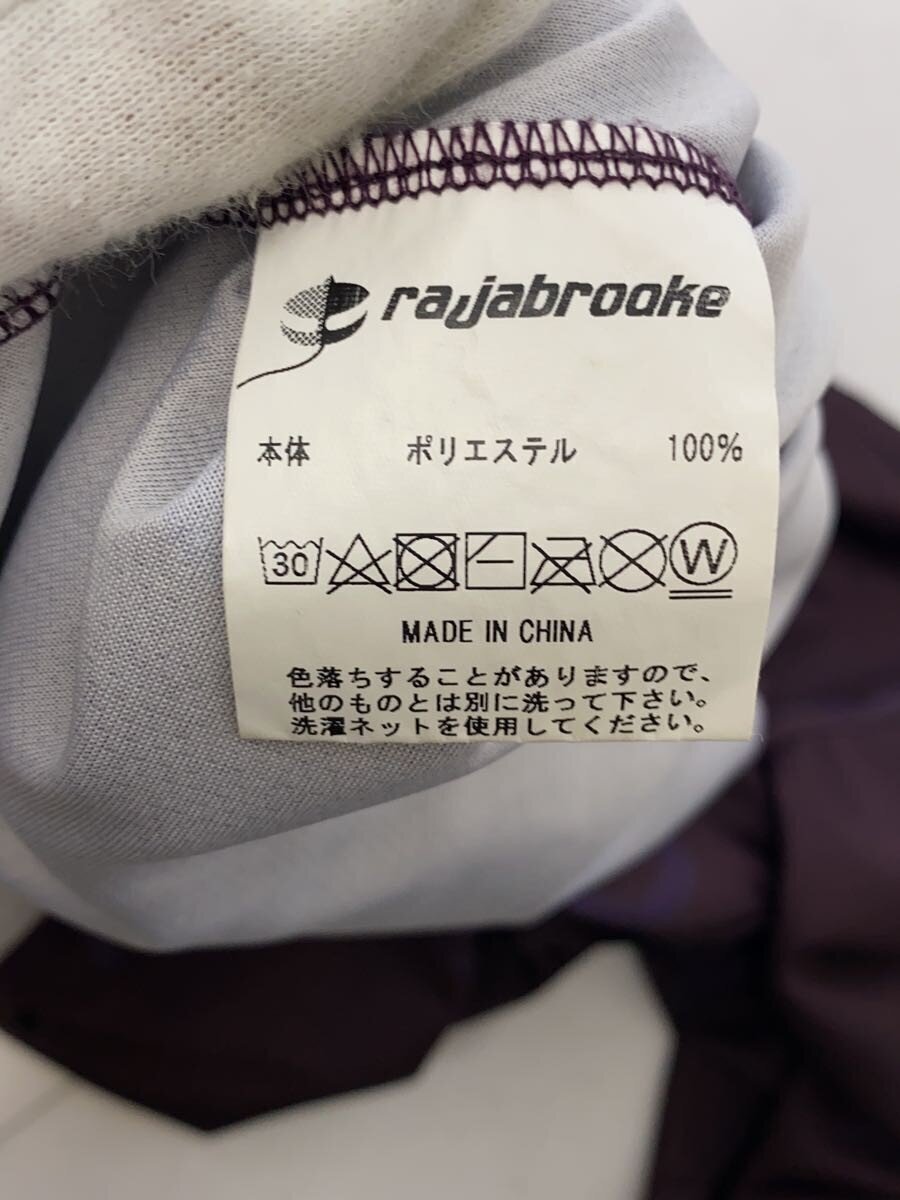 rajabrooke
本体 ポリエステル 100%
30 W
MADE IN CHINA
色落ちすることがありますので、
他のものとは別に洗って下さい。
洗濯ネットを使用してください。